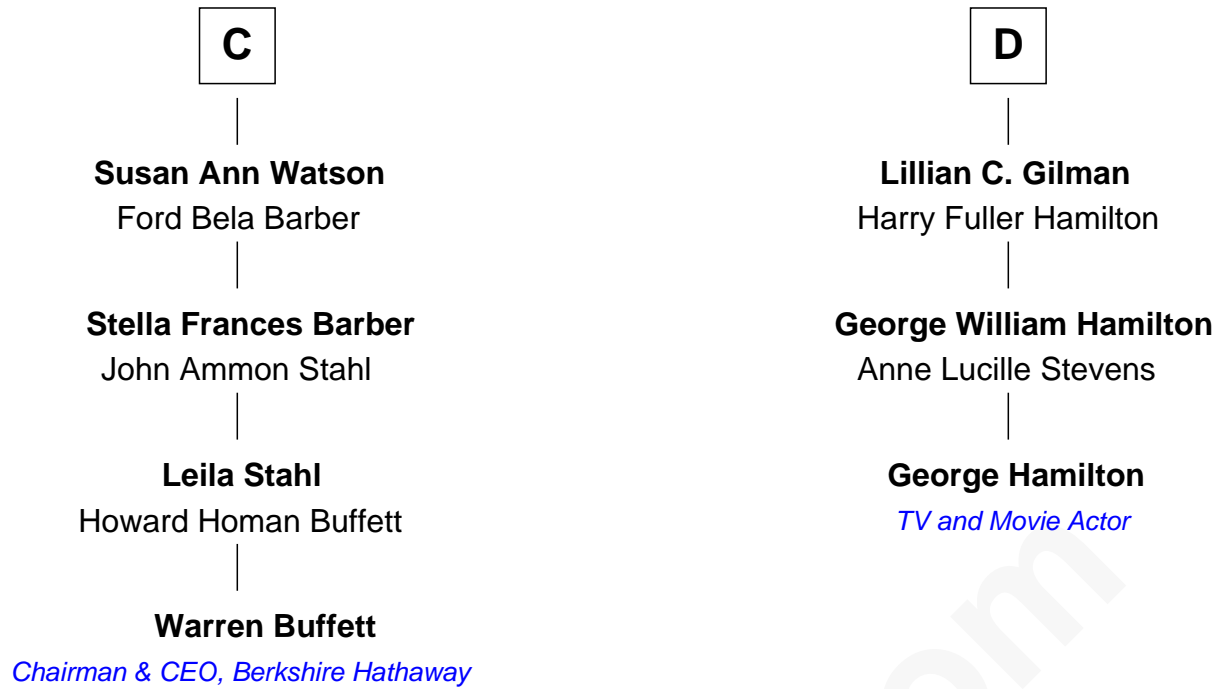 C
Susan Ann Watson
Ford Bela Barber
Stella Frances Barber
John Ammon Stahl
Leila Stahl
Howard Homan Buffett
Warren Buffett
Chairman & CEO, Berkshire Hathaway
D
Lillian C. Gilman
Harry Fuller Hamilton
George William Hamilton
Anne Lucille Stevens
George Hamilton
TV and Movie Actor
om